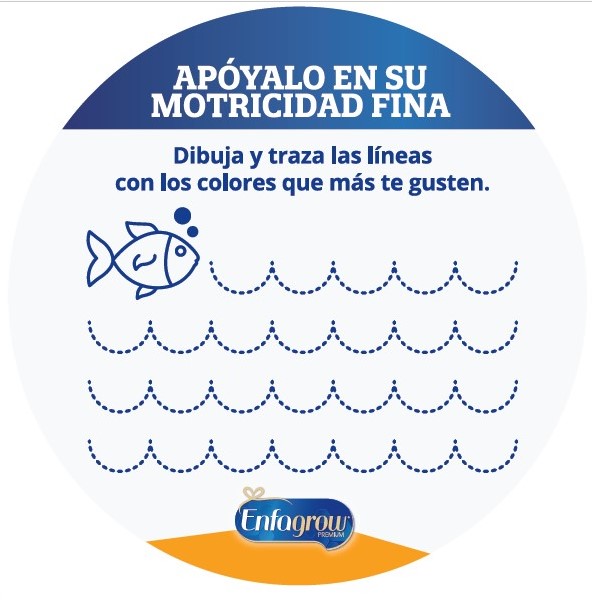 APÓYALO EN SU
MOTRICIDAD FINA
Dibuja y traza las líneas
con los colores que más te gusten.
Enfagrow
PREMIUM